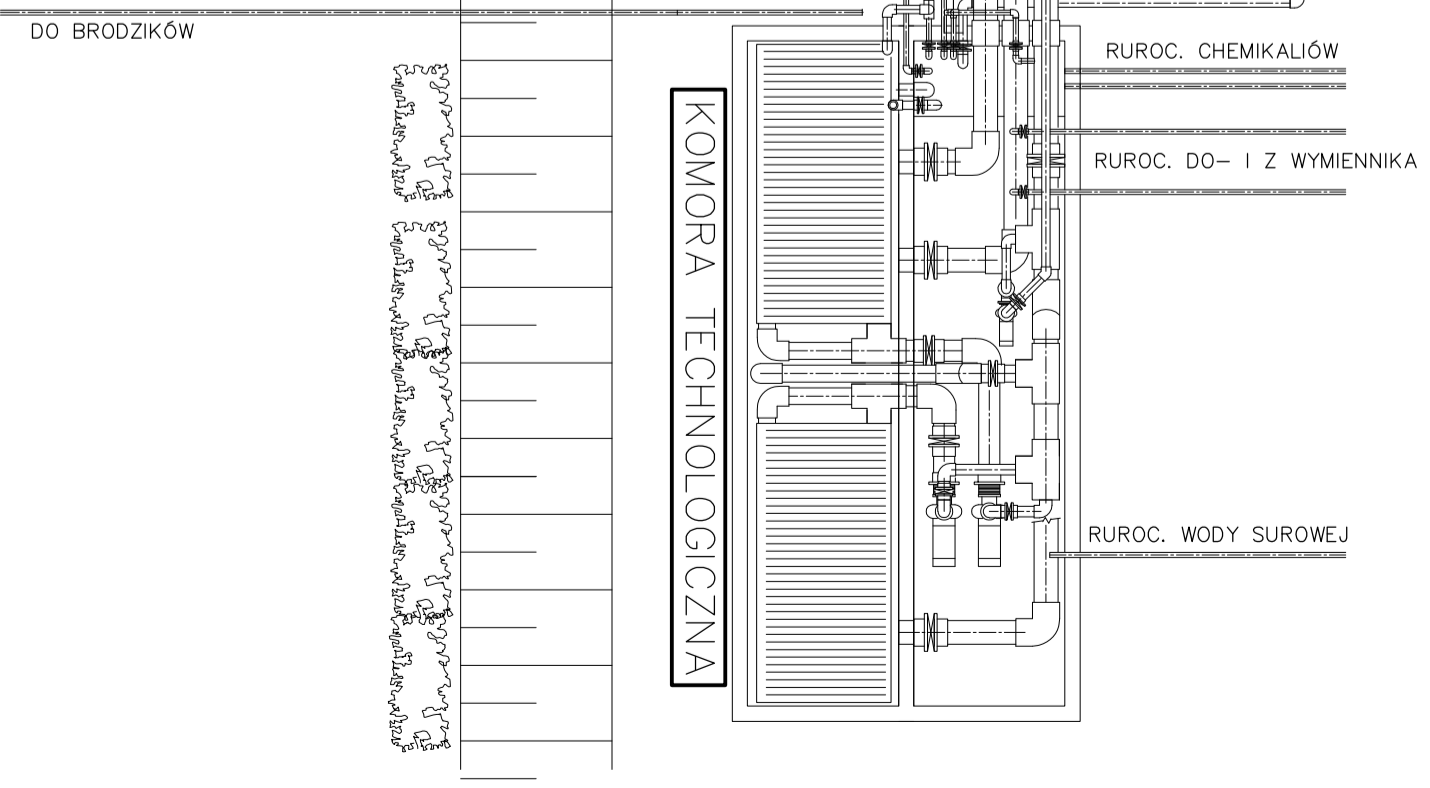 DO BRODZIKÓW
RUROC. CHEMIKALIÓW
KOMORA TECHNOLOGICZNA
RUROC. DO- I Z WYMIENNIKA
RUROC. WODY SUROWEJ